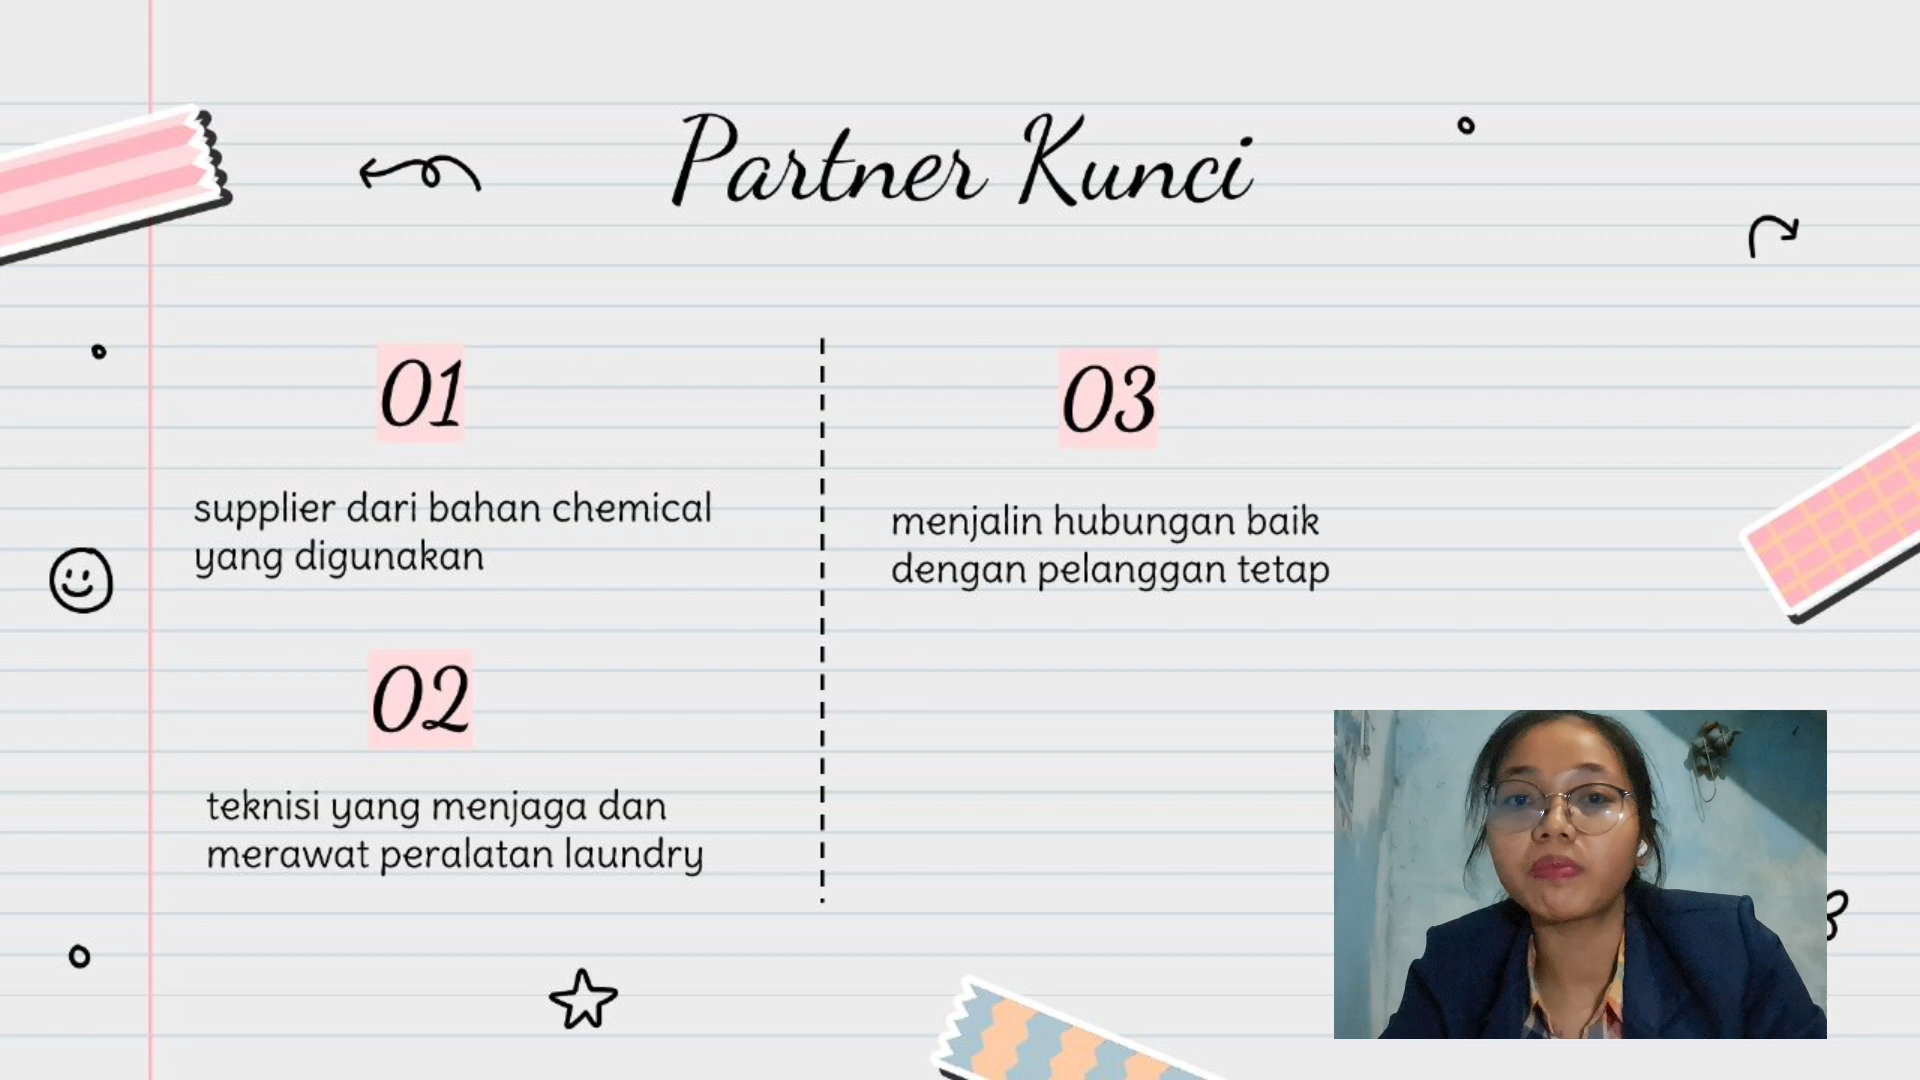 Partner Kunci
01
supplier dari bahan chemical
yang digunakan
02
teknisi yang menjaga dan
merawat peralatan laundry
03
menjalin hubungan baik
dengan pelanggan tetap